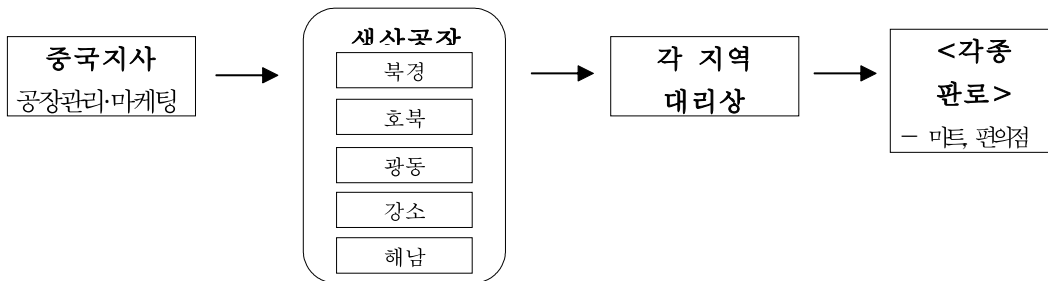 중국지사
공장관리·마케팅
생산공장
북경
호북
광동
강소
해남
각 지역
대리상
<각종
판로>
- 마트, 편의점